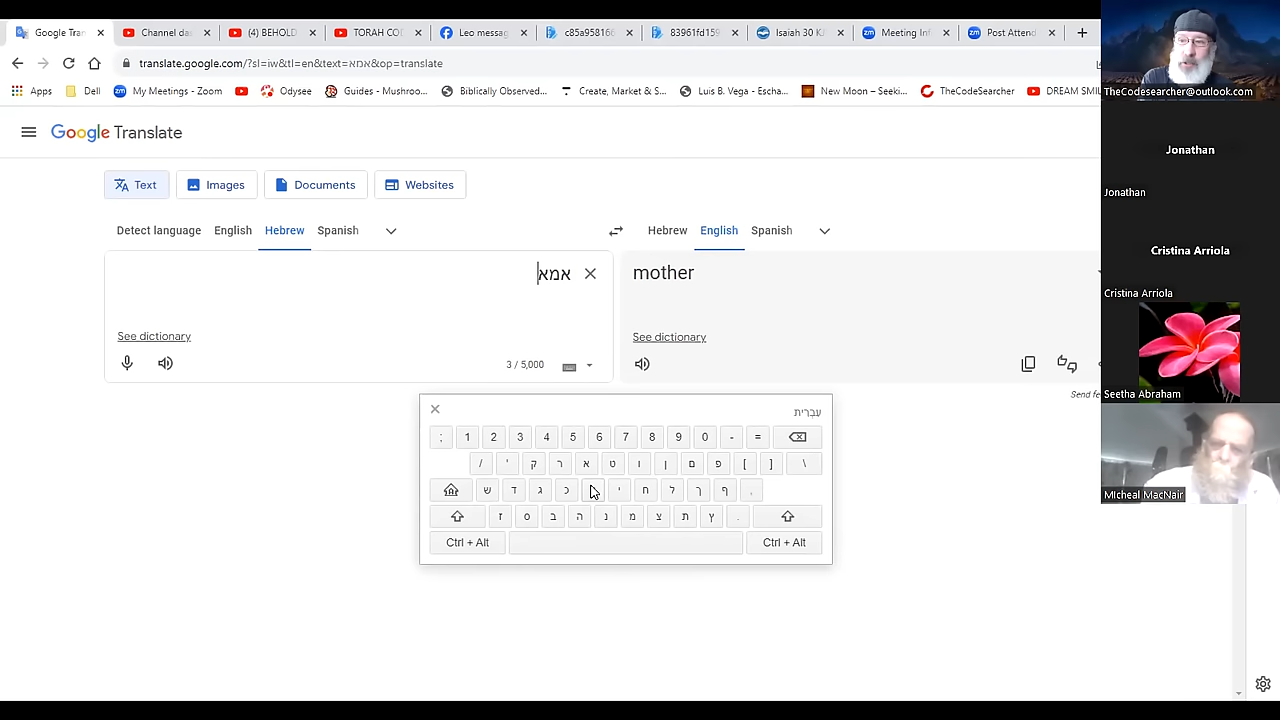 Google Tran
Channel da
(4) BEHOLD
TORAH CO
Leo messag
c85a95816
83961fd159
Isaiah 30 K
Meeting Inf
Post Attend
translate.google.com/?sl=iw&tl=en&text=אמא&op=translate
Apps
Dell
My Meetings - Zoom
Odysee
Guides - Mushroo...
Biblically Observed...
Create, Market & S...
Luis B. Vega - Escha...
New Moon – Seeki...
TheCodeSearcher
DREAM SMI
Google Translate
Text
Images
Documents
Websites
Detect language
English
Hebrew
Spanish
Hebrew
English
Spanish
אמא
mother
See dictionary
See dictionary
3 / 5,000
Send fe
עברית
; 1 2 3 4 5 6 7 8 9 0 - =
/ ' ק ר א ט ו ן ם פ [ ] \
ש ד ג כ י ח ל ך ף ,
ז ס ב ה נ מ צ ת ץ .
Ctrl + Alt
Ctrl + Alt
TheCodesearcher@outlook.com
Jonathan
Jonathan
Cristina Arriola
Cristina Arriola
Seetha Abraham
MIcheal MacNair